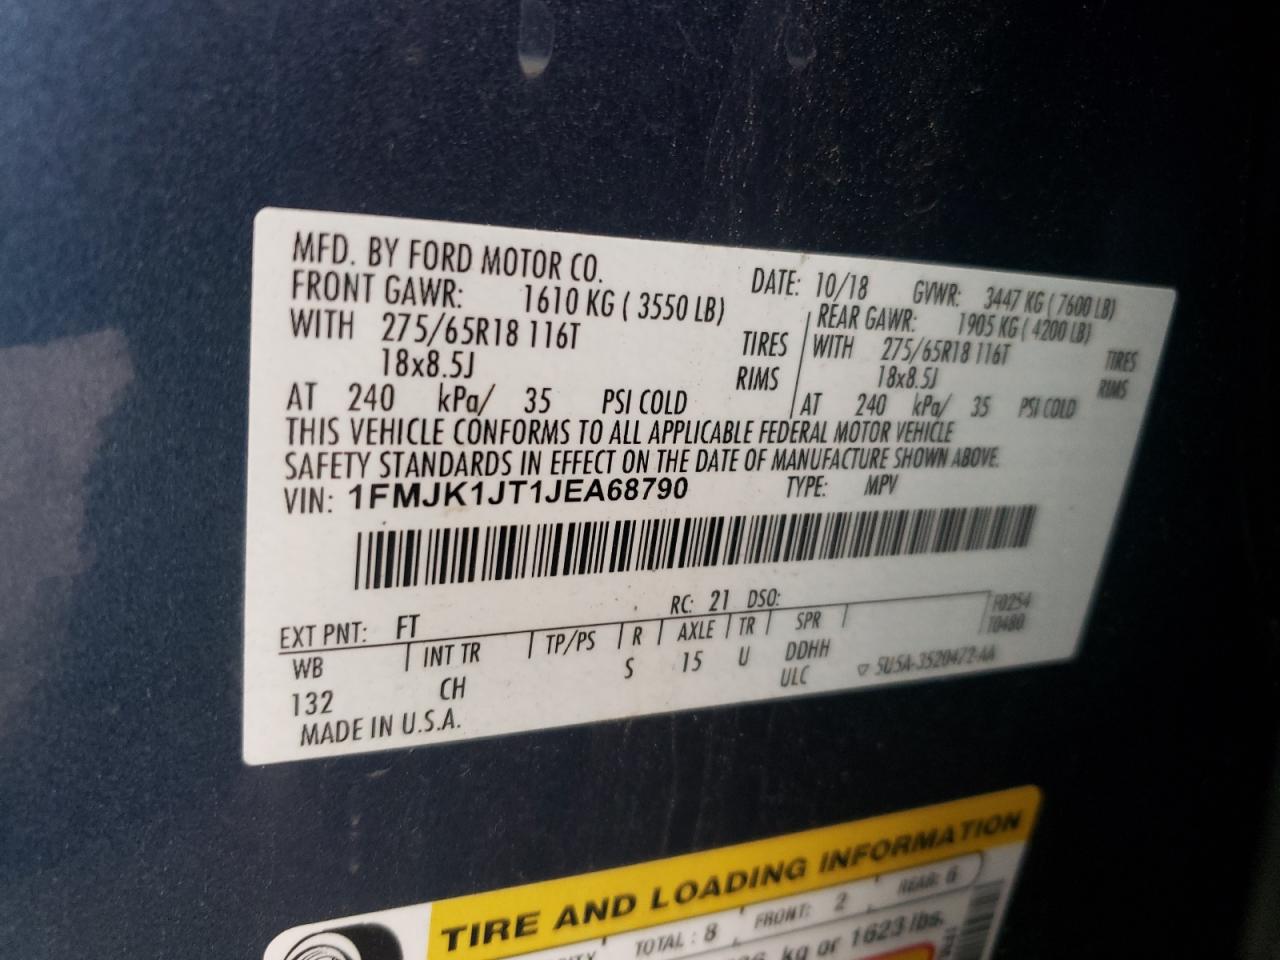 MFD. BY FORD MOTOR CO.
DATE: 10/18 GVWR: 3447 KG ( 7600 LB)
FRONT GAWR: 1610 KG ( 3550 LB)
REAR GAWR: 1905 KG ( 4200 LB)
WITH 275/65R18 116T TIRES
WITH 275/65R18 116T TIRES
18x8.5J RIMS
18x8.5J RIMS
AT 240 kPa/ 35 PSI COLD
AT 240 kPa/ 35 PSI COLD
THIS VEHICLE CONFORMS TO ALL APPLICABLE FEDERAL MOTOR VEHICLE
SAFETY STANDARDS IN EFFECT ON THE DATE OF MANUFACTURE SHOWN ABOVE.
VIN: 1FMJK1JT1JEA68790 TYPE: MPV
EXT PNT: FT RC: 21 DSO:
F0254
T0480
WB INT TR TP/PS R AXLE TR SPR
132 CH S 15 U DDHH
ULC
5U5A-3520472-AA
MADE IN U.S.A.
TIRE AND LOADING INFORMATION
TOTAL : 8 FRONT: 2 REAR: 6
kg or 1623 lbs.